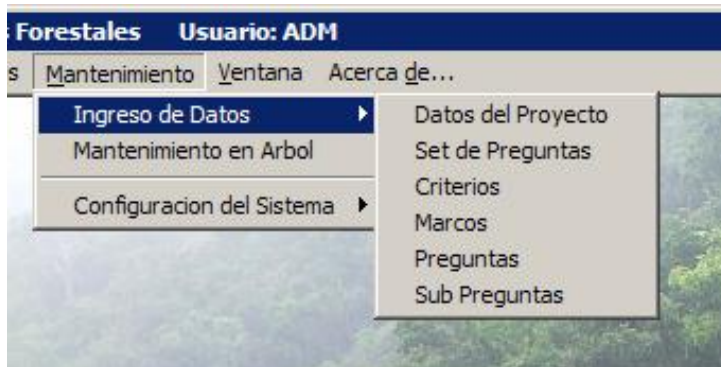 s Forestales Usuario: ADM
s Mantenimiento Ventana Acerca de...
Ingreso de Datos
Mantenimiento en Arbol
Configuracion del Sistema
Datos del Proyecto
Set de Preguntas
Criterios
Marcos
Preguntas
Sub Preguntas